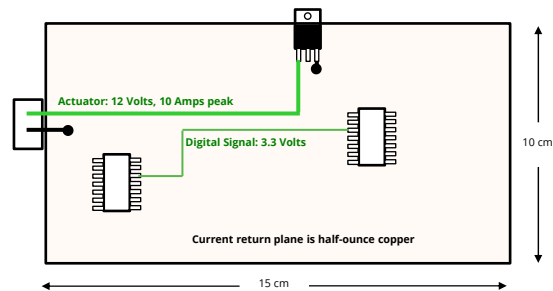 Actuator: 12 Volts, 10 Amps peak
Digital Signal: 3.3 Volts
10 cm
Current return plane is half-ounce copper
15 cm